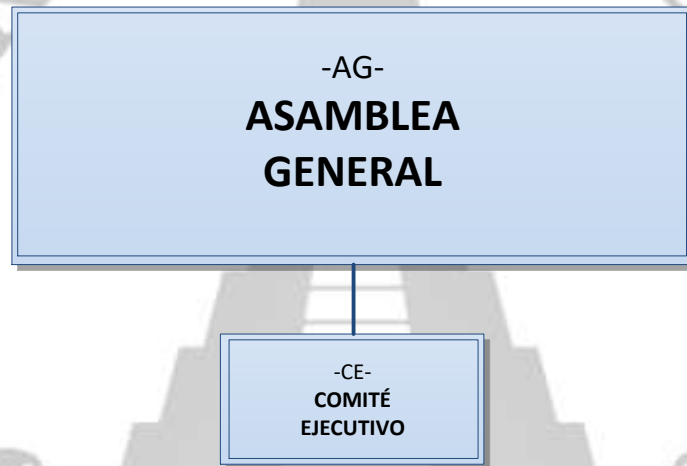 -AG-
ASAMBLEA
GENERAL
-CE-
COMITÉ
EJECUTIVO